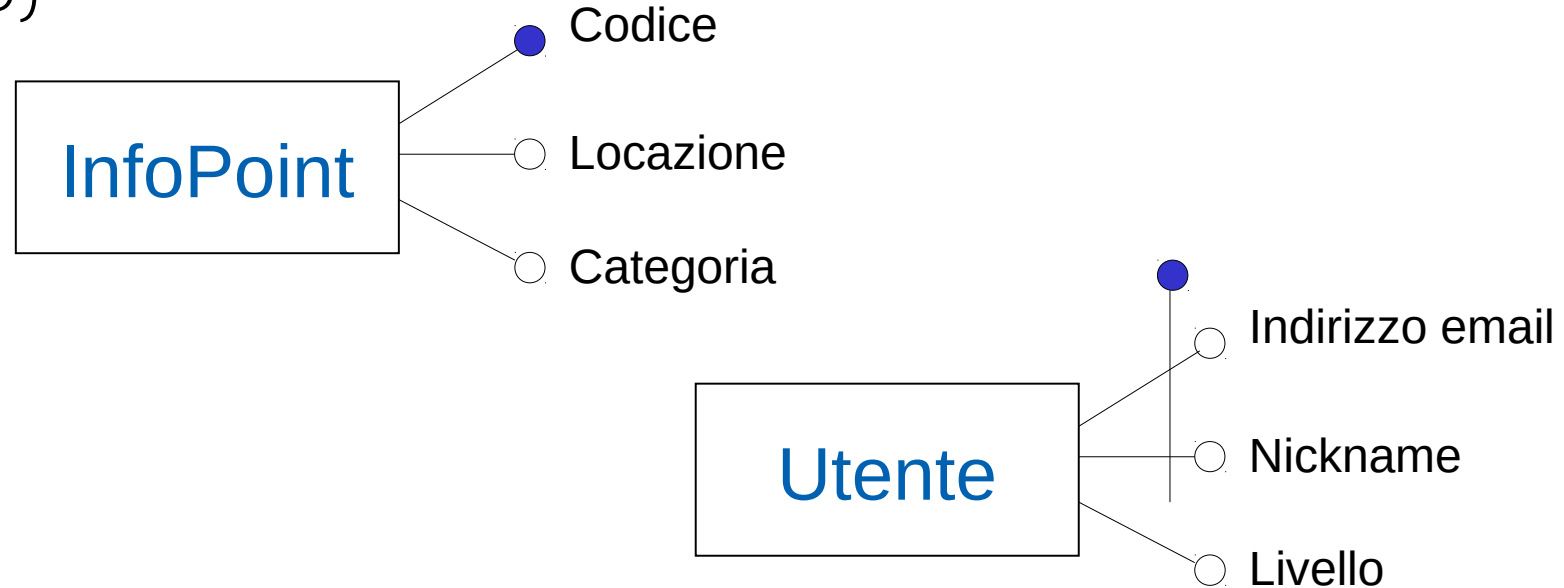 Codice
InfoPoint
Locazione
Categoria
Indirizzo email
Utente
Nickname
Livello